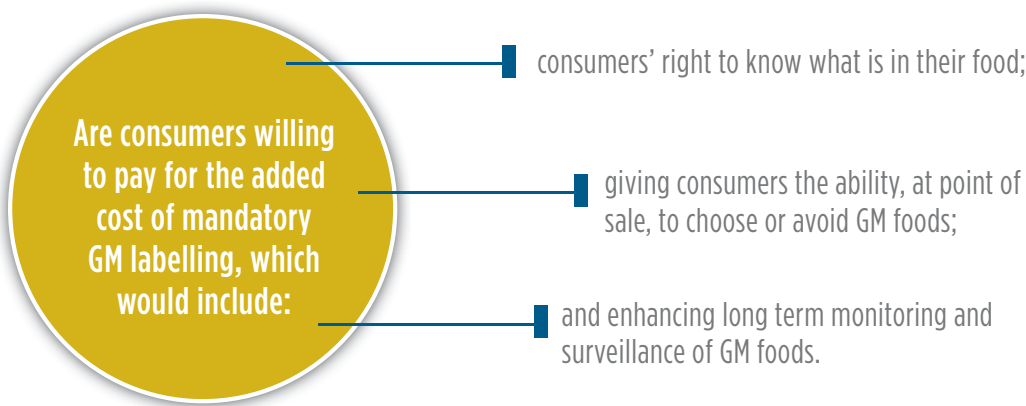 Are consumers willing
to pay for the added
cost of mandatory
GM labelling, which
would include:
consumers’ right to know what is in their food;
giving consumers the ability, at point of
sale, to choose or avoid GM foods;
and enhancing long term monitoring and
surveillance of GM foods.